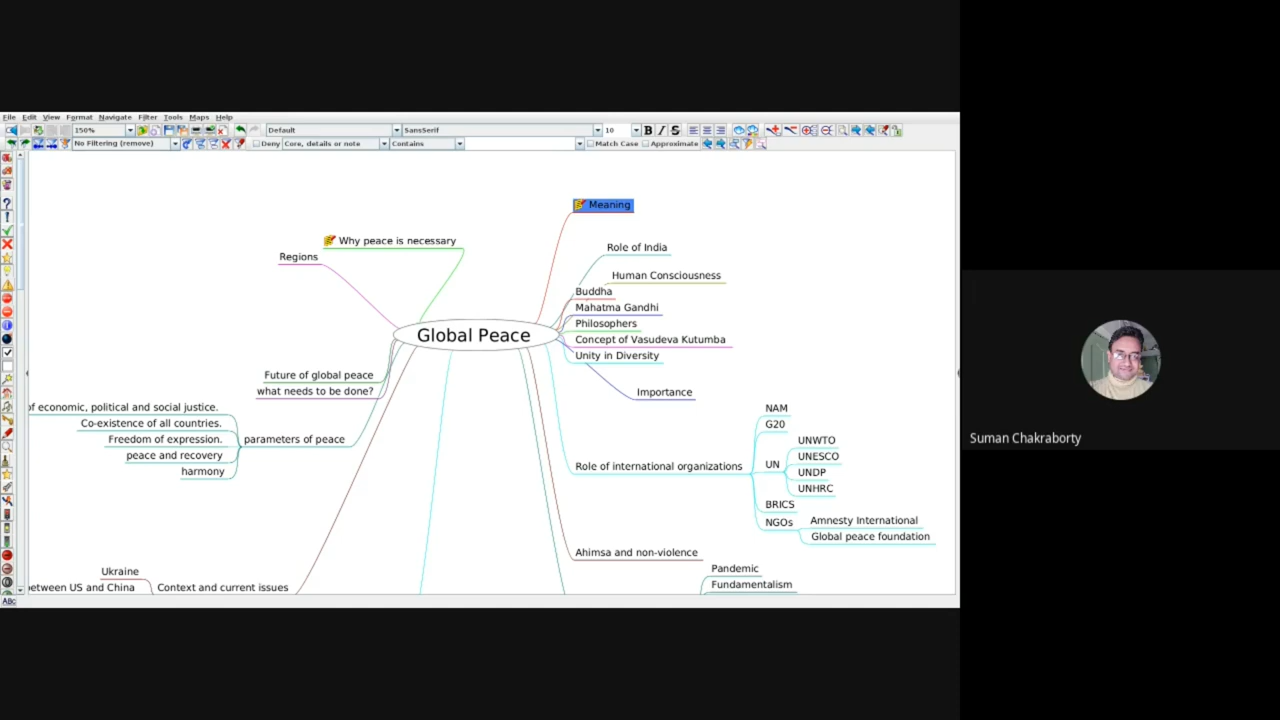 File Edit View Format Navigate Filter Tools Maps Help
150% Default SansSerif 10 B I S
No Filtering (remove) Deny Core, details or note Contains Match Case Approximate
Meaning
Why peace is necessary
Regions
Role of India
Human Consciousness
Buddha
Mahatma Gandhi
Philosophers
Concept of Vasudeva Kutumba
Unity in Diversity
Importance
Global Peace
Future of global peace
what needs to be done?
of economic, political and social justice.
Co-existence of all countries.
Freedom of expression.
peace and recovery
harmony
parameters of peace
Role of international organizations
NAM
G20
UN
UNWTO
UNESCO
UNDP
UNHRC
BRICS
NGOs
Amnesty International
Global peace foundation
Ahimsa and non-violence
Pandemic
Fundamentalism
Ukraine
between US and China
Context and current issues
ABC
Suman Chakraborty